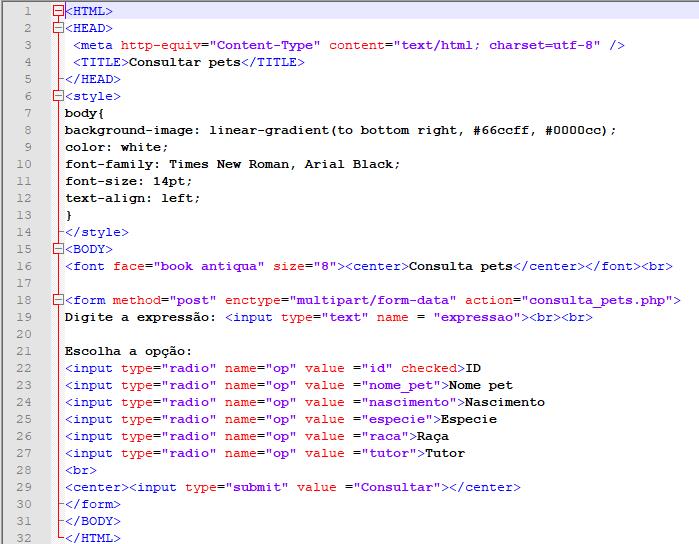 1 <HTML>
2 <HEAD>
3 <meta http-equiv="Content-Type" content="text/html; charset=utf-8" />
4 <TITLE>Consultar pets</TITLE>
5 </HEAD>
6 <style>
7 body{
8 background-image: linear-gradient(to bottom right, #66ccff, #0000cc);
9 color: white;
10 font-family: Times New Roman, Arial Black;
11 font-size: 14pt;
12 text-align: left;
13 }
14 </style>
15 <BODY>
16 <font face="book antiqua" size="8"><center>Consulta pets</center></font><br>
17
18 <form method="post" enctype="multipart/form-data" action="consulta_pets.php">
19 Digite a expressão: <input type="text" name = "expressao"><br><br>
20
21 Escolha a opção:
22 <input type="radio" name="op" value ="id" checked>ID
23 <input type="radio" name="op" value ="nome_pet">Nome pet
24 <input type="radio" name="op" value ="nascimento">Nascimento
25 <input type="radio" name="op" value ="especie">Especie
26 <input type="radio" name="op" value ="raca">Raça
27 <input type="radio" name="op" value ="tutor">Tutor
28 <br>
29 <center><input type="submit" value ="Consultar"></center>
30 </form>
31 </BODY>
32 </HTML>